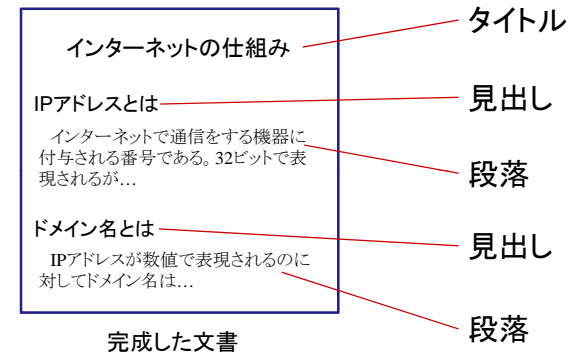 インターネットの仕組み
タイトル
IPアドレスとは
見出し
インターネットで通信をする機器に
付与される番号である。32ビットで表
現されるが…
段落
ドメイン名とは
見出し
IPアドレスが数値で表現されるのに
対してドメイン名は…
段落
完成した文書